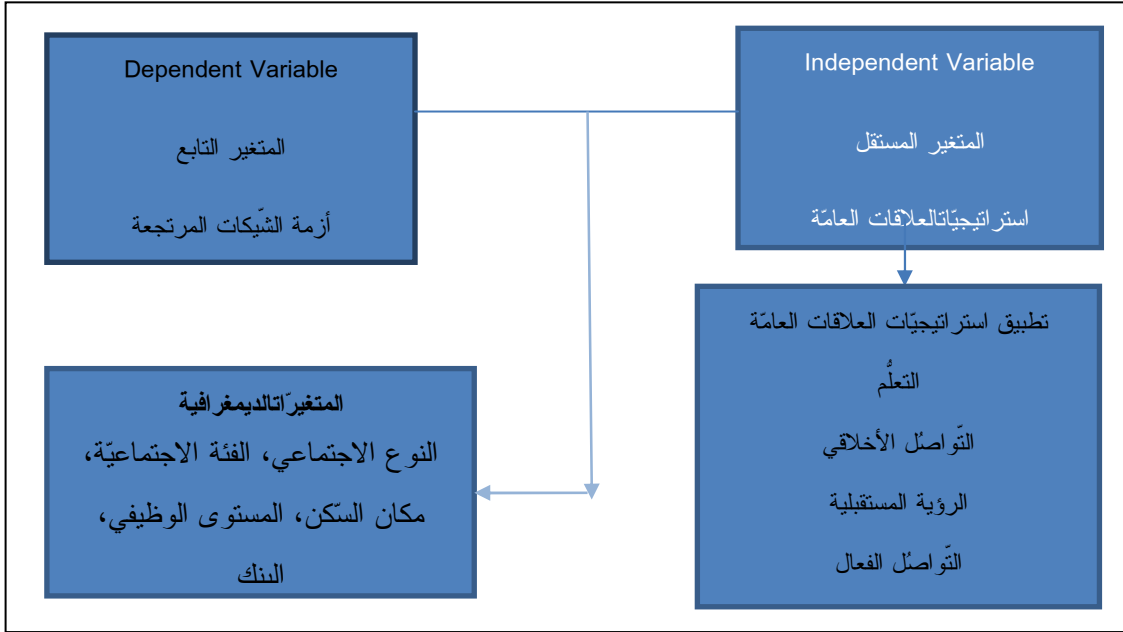 Independent Variable
المتغير المستقل
استراتيجيّاتالعلاقات العامّة
Dependent Variable
المتغير التابع
أزمة الشّيكات المرتجعة
تطبيق استراتيجيّات العلاقات العامّة
التعلُّم
التّواصُل الأخلاقي
الرؤية المستقبلية
التّواصُل الفعال
المتغيرّاتالديمغرافية
النوع الاجتماعي، الفئة الاجتماعيّة،
مكان السّكن، المستوى الوظيفي،
البنك